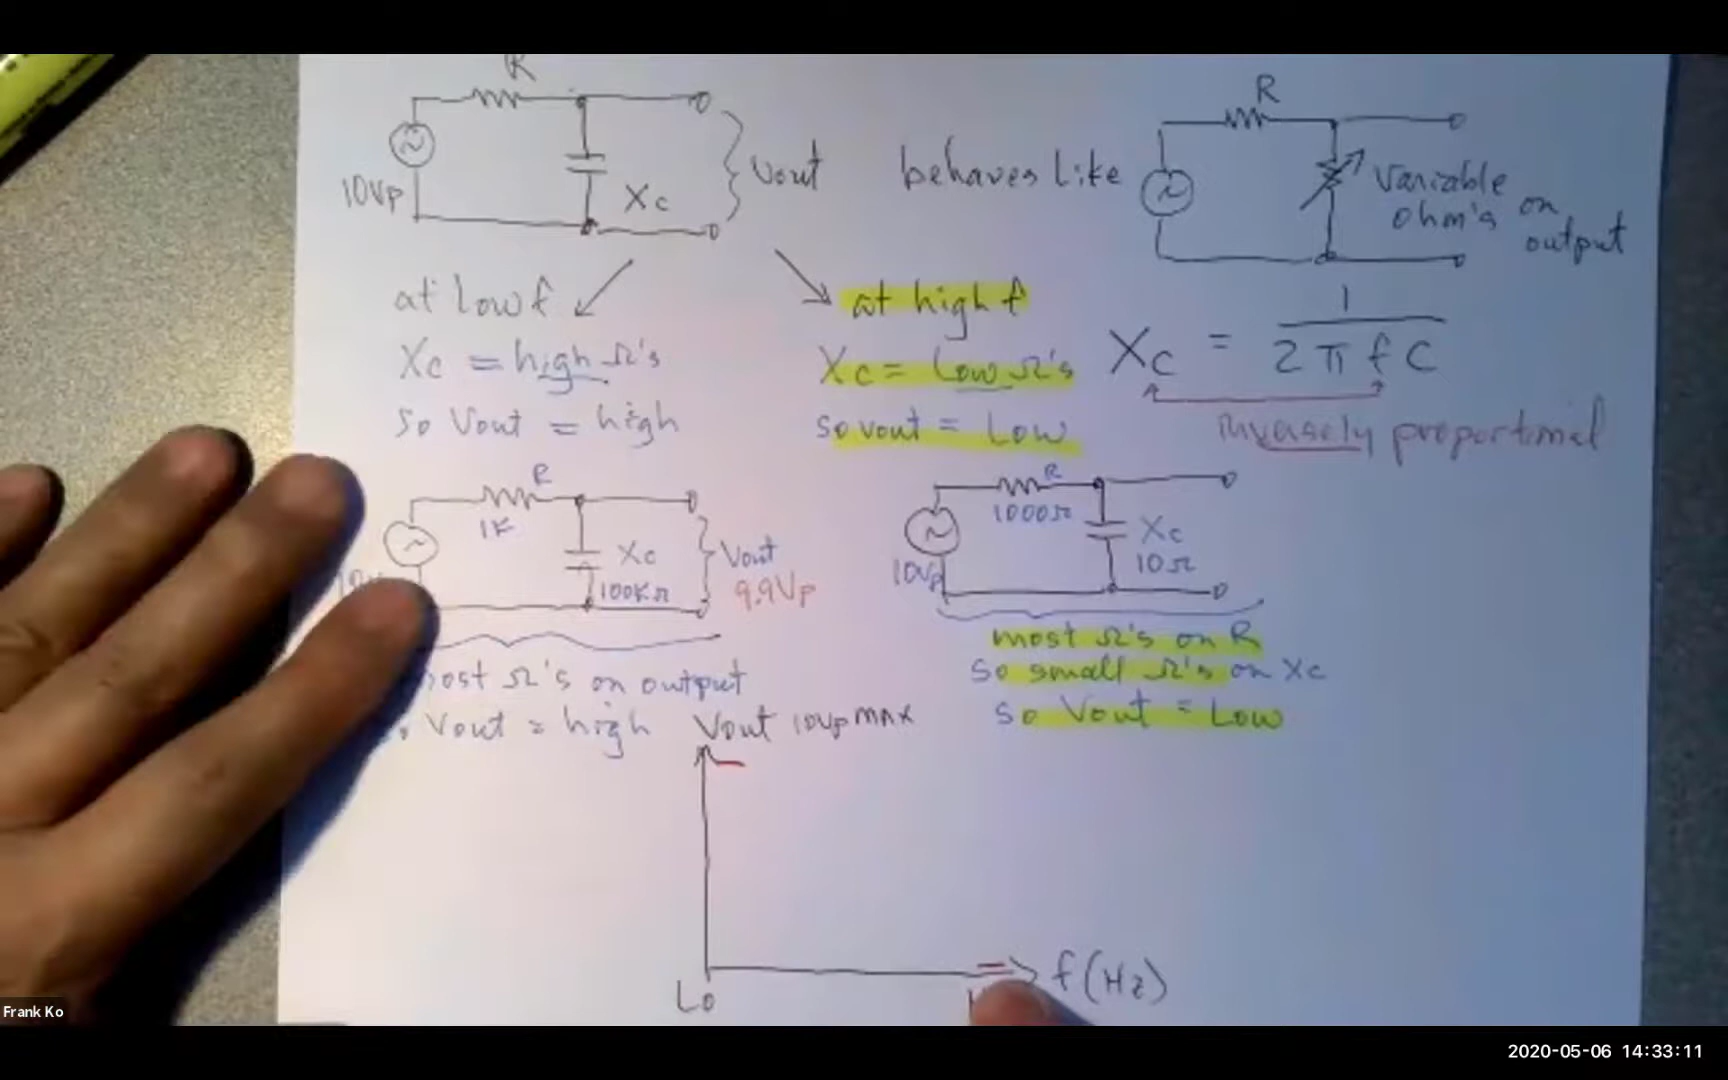 R
10Vp
Xc
Vout
behaves like
R
Variable
ohm's on
output
at Low f
Xc = high Ω's
so Vout = high
at high f
Xc = Low Ω's
so vout = Low
Xc = 1
2 π f C
inversely proportional
R
1K
Xc
100KΩ
Vout
9.9Vp
R
1000Ω
10Vp
Xc
10Ω
Ω's on output
Vout = high
most Ω's on R
so small Ω's on Xc
so Vout = Low
Vout 10Vp MAX
Lo
f(Hz)
Frank Ko
2020-05-06 14:33:11